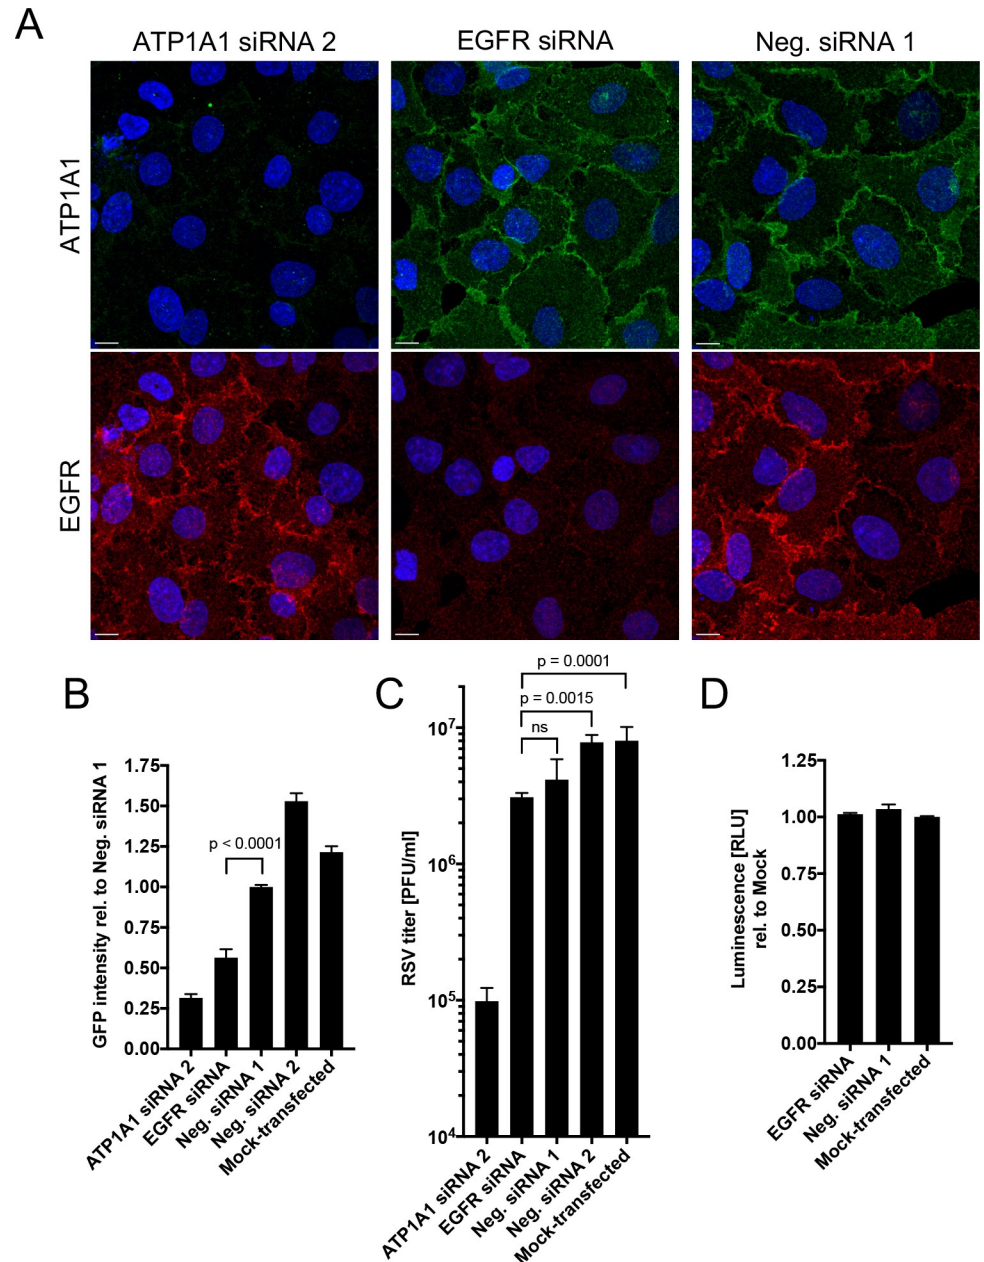 A
ATP1A1 siRNA 2
EGFR siRNA
Neg. siRNA 1
ATP1A1
EGFR
B
GFP intensity rel. to Neg. siRNA 1
1.75
1.50
1.25
1.00
0.75
0.50
0.25
0.00
p < 0.0001
ATP1A1 siRNA 2
EGFR siRNA
Neg. siRNA 1
Neg. siRNA 2
Mock-transfected
C
RSV titer [PFU/ml]
10⁷
10⁶
10⁵
10⁴
p = 0.0001
p = 0.0015
ns
ATP1A1 siRNA 2
EGFR siRNA
Neg. siRNA 1
Neg. siRNA 2
Mock-transfected
D
Luminescence [RLU]
rel. to Mock
1.25
1.00
0.75
0.50
0.25
0.00
EGFR siRNA
Neg. siRNA 1
Mock-transfected